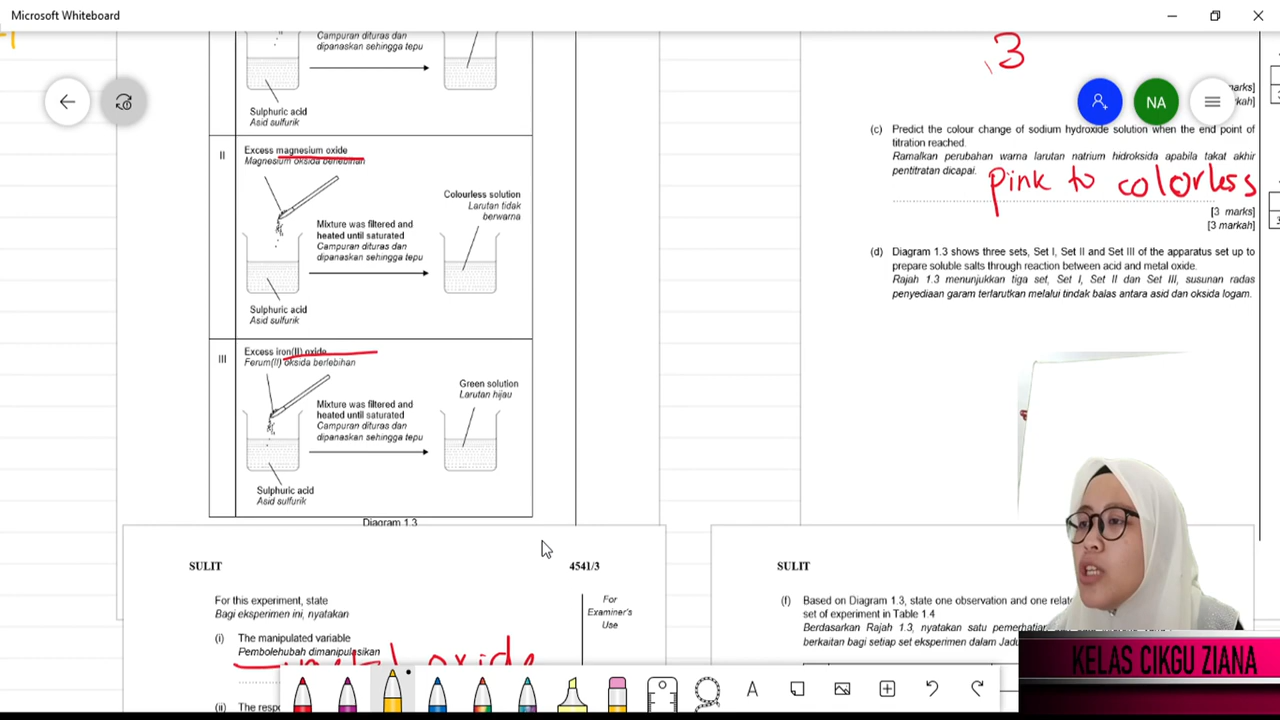 Microsoft Whiteboard
Campuran dituras dan
dipanaskan sehingga tepu
Sulphuric acid
Asid sulfurik
II
Excess magnesium oxide
Magnesium oksida berlebihan
Colourless solution
Larutan tidak
berwarna
Mixture was filtered and
heated until saturated
Campuran dituras dan
dipanaskan sehingga tepu
Sulphuric acid
Asid sulfurik
III
Excess iron(II) oxide
Ferum(II) oksida berlebihan
Green solution
Larutan hijau
Mixture was filtered and
heated until saturated
Campuran dituras dan
dipanaskan sehingga tepu
Sulphuric acid
Asid sulfurik
Diagram 1.3
SULIT
4541/3
For this experiment, state
Bagi eksperimen ini, nyatakan
For
Examiner's
Use
(i) The manipulated variable
Pembolehubah dimanipulasikan
metal oxide
(ii) The resp
3
NA
(c) Predict the colour change of sodium hydroxide solution when the end point of
titration reached.
Ramalkan perubahan warna larutan natrium hidroksida apabila takat akhir
pentitratan dicapai.
pink to colorless
[3 marks]
[3 markah]
(d) Diagram 1.3 shows three sets, Set I, Set II and Set III of the apparatus set up to
prepare soluble salts through reaction between acid and metal oxide.
Rajah 1.3 menunjukkan tiga set, Set I, Set II dan Set III, susunan radas
penyediaan garam terlarutkan melalui tindak balas antara asid dan oksida logam.
SULIT
(f) Based on Diagram 1.3, state one observation and one relate
set of experiment in Table 1.4
Berdasarkan Rajah 1.3, nyatakan satu pemerhatian
berkaitan bagi setiap set eksperimen dalam Jadu
KELAS CIKGU ZIANA
A